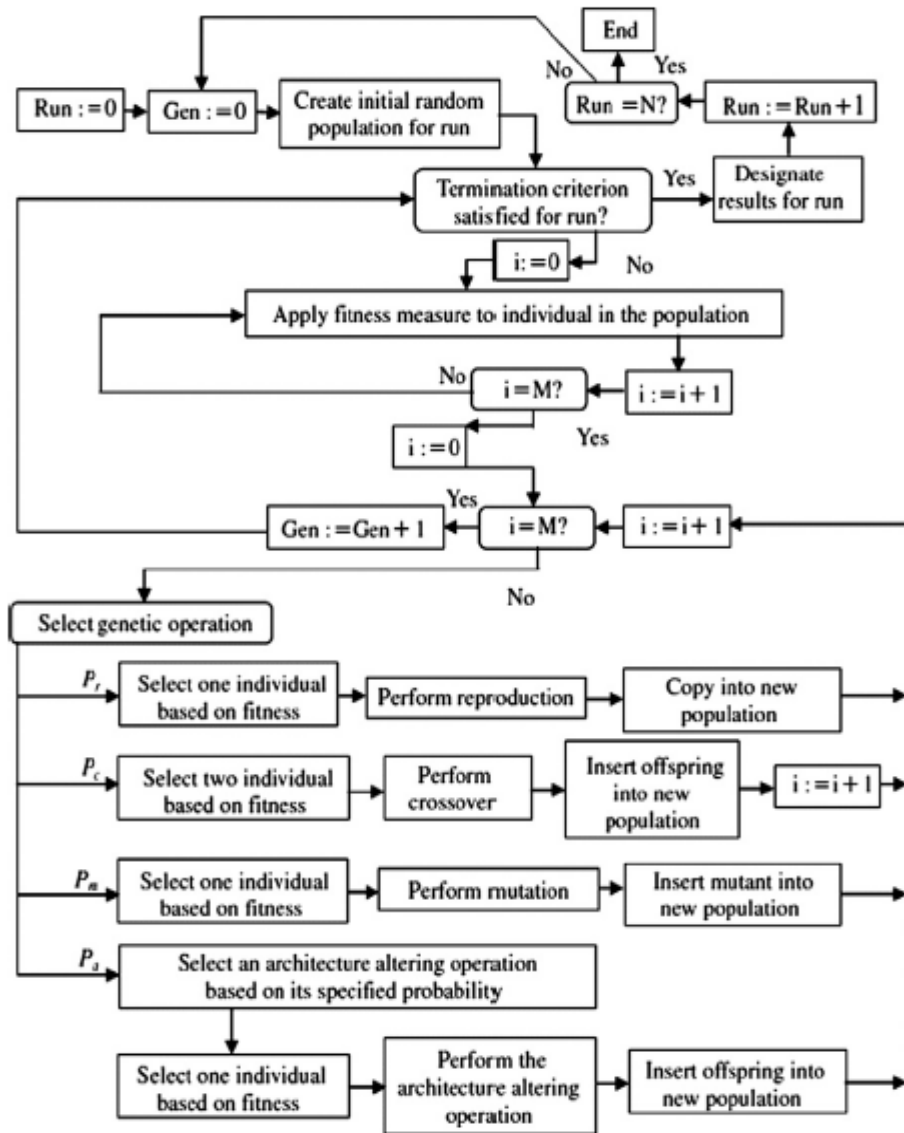 End
No
Yes
Run :=0
Gen :=0
Create initial random
population for run
Run =N?
Run :=Run+1
Termination criterion
satisfied for run?
Yes
Designate
results for run
i:=0
No
Apply fitness measure to individual in the population
No
i=M?
i :=i+1
i :=0
Yes
Gen :=Gen+1
Yes
i=M?
i :=i+1
No
Select genetic operation
Pr
Select one individual
based on fitness
Perform reproduction
Copy into new
population
Pc
Select two individual
based on fitness
Perform
crossover
Insert offspring
into new
population
i :=i+1
Pm
Select one individual
based on fitness
Perform mutation
Insert mutant into
new population
Pa
Select an architecture altering operation
based on its specified probability
Select one individual
based on fitness
Perform the
architecture altering
operation
Insert offspring into
new population